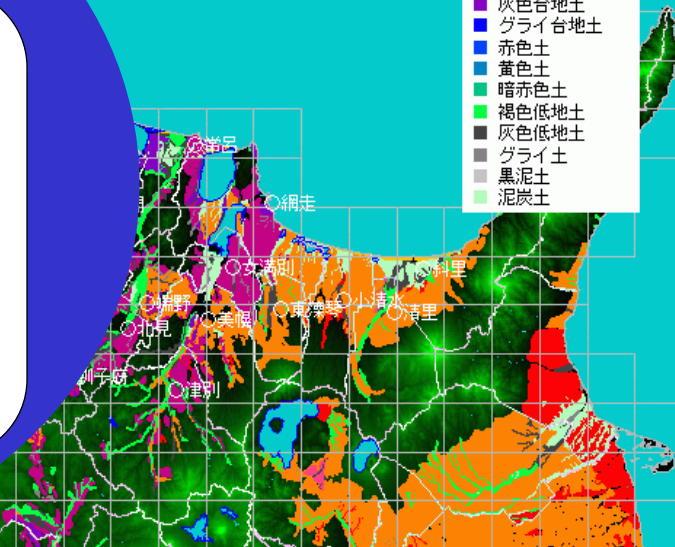 灰色台地土
グライ台地土
赤色土
黄色土
暗赤色土
褐色低地土
灰色低地土
グライ土
黒泥土
泥炭土
常呂
網走
女満別
斜里
端野
小清水
東藻琴
清里
美幌
北見
訓子府
津別